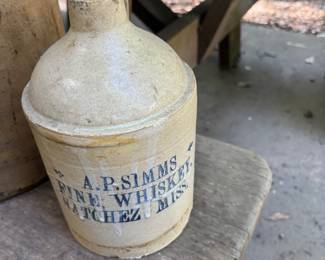 A.P. SIMMS
FINE WHISKEY.
NATCHEZ MISS.